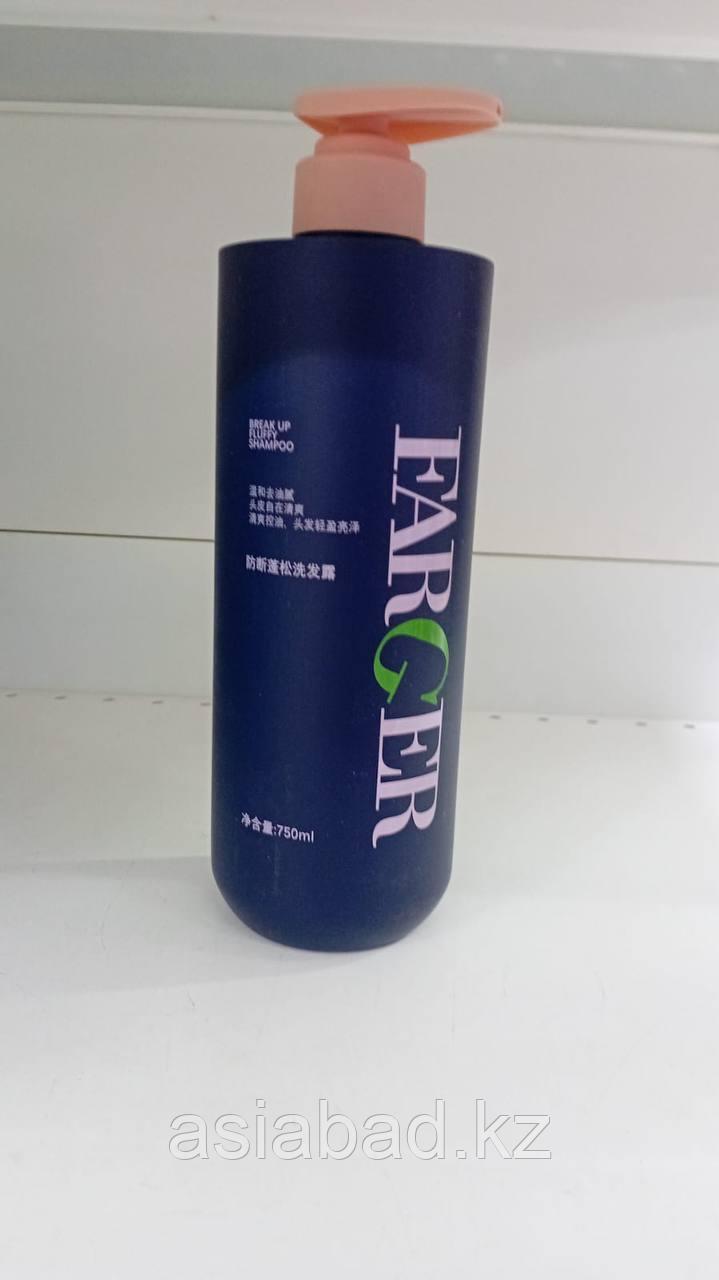 BREAK UP
FLUFFY
SHAMPOO
温和去油腻
头皮自在清爽
清爽控油、头发轻盈亮泽
防断蓬松洗发露
FARGER
净含量:750ml
asiabad.kz